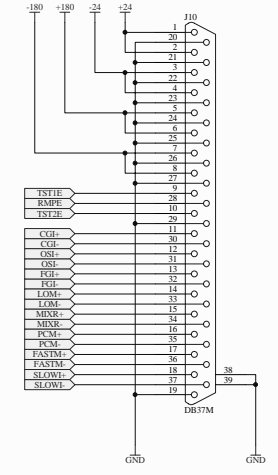 -180 +180 -24 +24
J10
1
20
2
21
3
22
4
23
5
24
6
25
7
26
8
27
TST1E 9
RMPE 28
TST2E 10
29
CGI+ 11
CGI- 30
OSI+ 12
OSI- 31
FGI+ 13
FGI- 32
LOM+ 14
LOM- 33
MIXR+ 15
MIXR- 34
PCM+ 16
PCM- 35
FASTM+ 17
FASTM- 36
SLOWI+ 18 38
SLOWI- 37 39
19
DB37M
GND GND